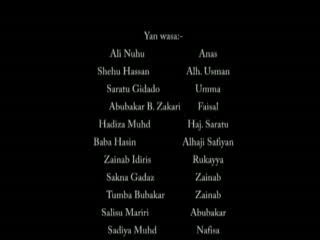 Yan wasa:-
Ali Nuhu Anas
Shehu Hassan Alh. Usman
Saratu Gidado Umma
Abubakar B. Zakari Faisal
Hadiza Muhd Haj. Saratu
Baba Hasin Alhaji Safiyan
Zainab Idiris Rukayya
Sakna Gadaz Zainab
Tumba Bubakar Zainab
Salisu Mariri Abubakar
Sadiya Muhd Nafisa